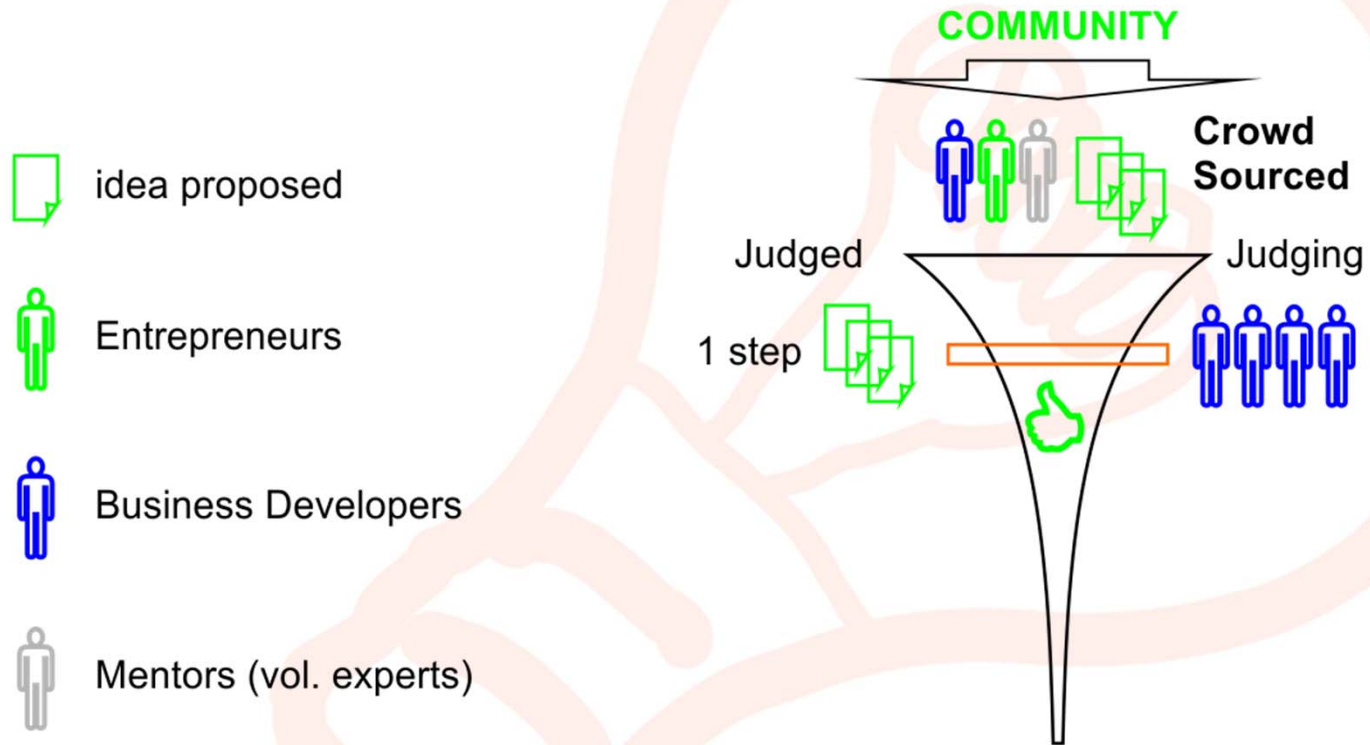 COMMUNITY
Crowd
Sourced
idea proposed
Judged
Judging
Entrepreneurs
1 step
Business Developers
Mentors (vol. experts)